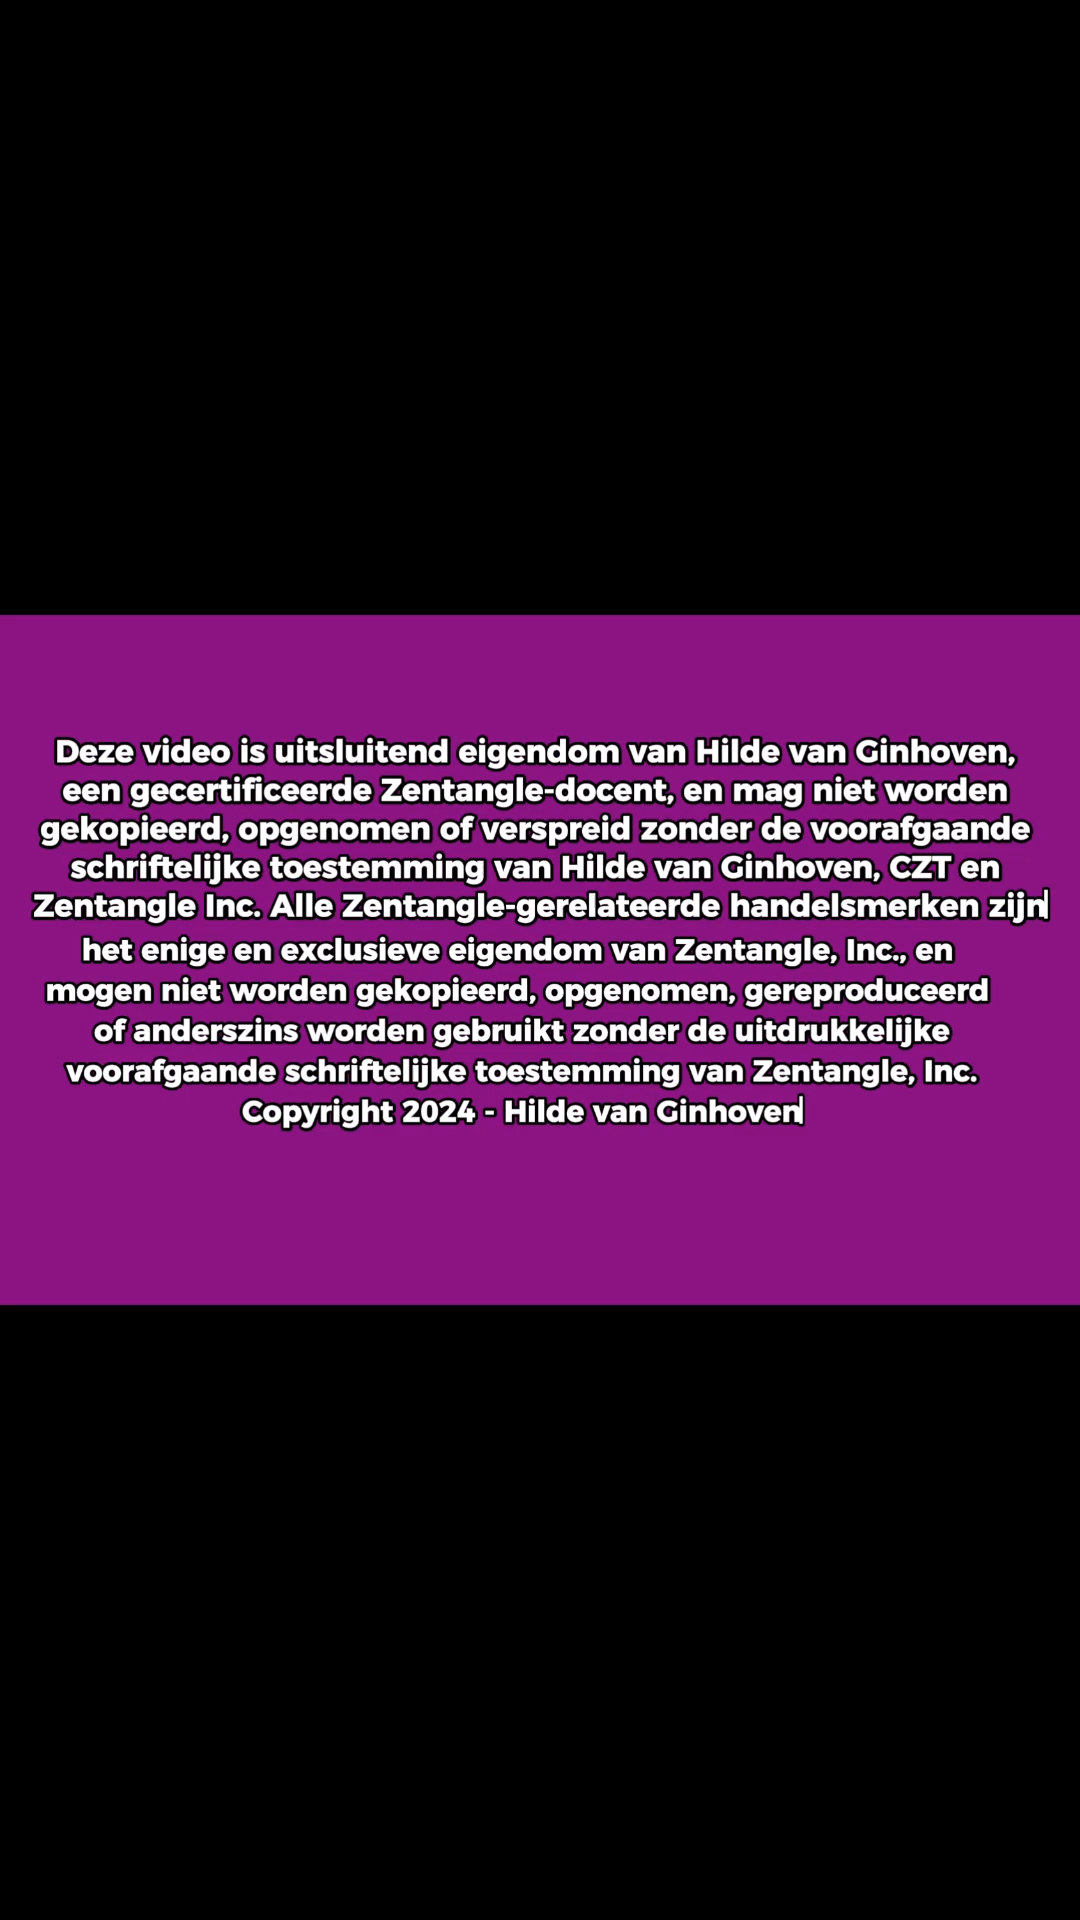 Deze video is uitsluitend eigendom van Hilde van Ginhoven,
een gecertificeerde Zentangle-docent, en mag niet worden
gekopieerd, opgenomen of verspreid zonder de voorafgaande
schriftelijke toestemming van Hilde van Ginhoven, CZT en
Zentangle Inc. Alle Zentangle-gerelateerde handelsmerken zijn
het enige en exclusieve eigendom van Zentangle, Inc., en
mogen niet worden gekopieerd, opgenomen, gereproduceerd
of anderszins worden gebruikt zonder de uitdrukkelijke
voorafgaande schriftelijke toestemming van Zentangle, Inc.
Copyright 2024 - Hilde van Ginhoven